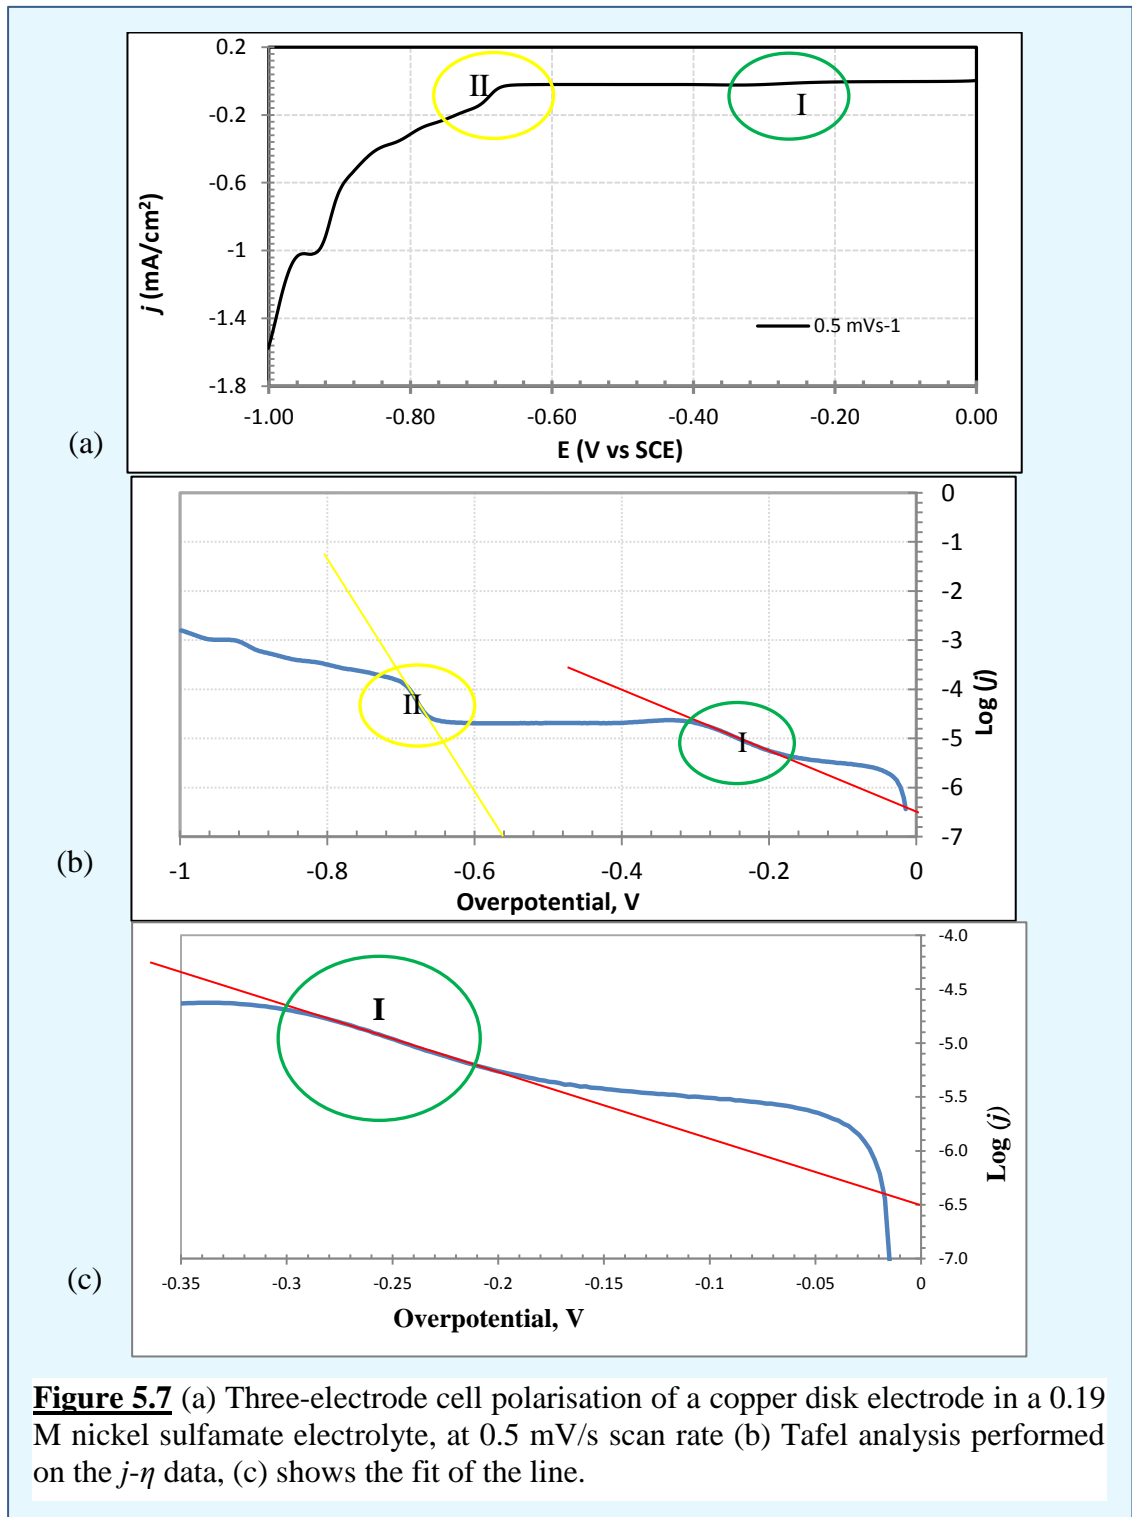 0.2
-0.2
-0.6
-1
-1.4
-1.8
j (mA/cm²)
II
I
0.5 mVs-1
-1.00
-0.80
-0.60
-0.40
-0.20
0.00
E (V vs SCE)
(a)
0
-1
-2
-3
-4
-5
-6
-7
Log (j)
II
I
-1
-0.8
-0.6
-0.4
-0.2
0
Overpotential, V
(b)
-4.0
-4.5
-5.0
-5.5
-6.0
-6.5
-7.0
Log (j)
I
-0.35
-0.3
-0.25
-0.2
-0.15
-0.1
-0.05
0
Overpotential, V
(c)
Figure 5.7 (a) Three-electrode cell polarisation of a copper disk electrode in a 0.19
M nickel sulfamate electrolyte, at 0.5 mV/s scan rate (b) Tafel analysis performed
on the j-η data, (c) shows the fit of the line.